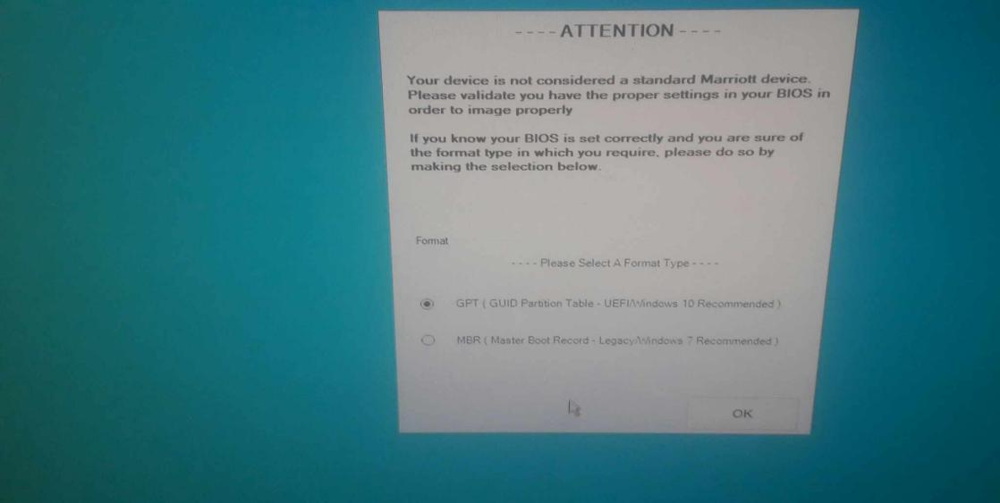 - - - - ATTENTION - - - -
Your device is not considered a standard Marriott device.
Please validate you have the proper settings in your BIOS in
order to image properly
If you know your BIOS is set correctly and you are sure of
the format type in which you require, please do so by
making the selection below.
Format
- - - - Please Select A Format Type - - - -
GPT ( GUID Partition Table - UEFI/Windows 10 Recommended )
MBR ( Master Boot Record - Legacy/Windows 7 Recommended )
OK